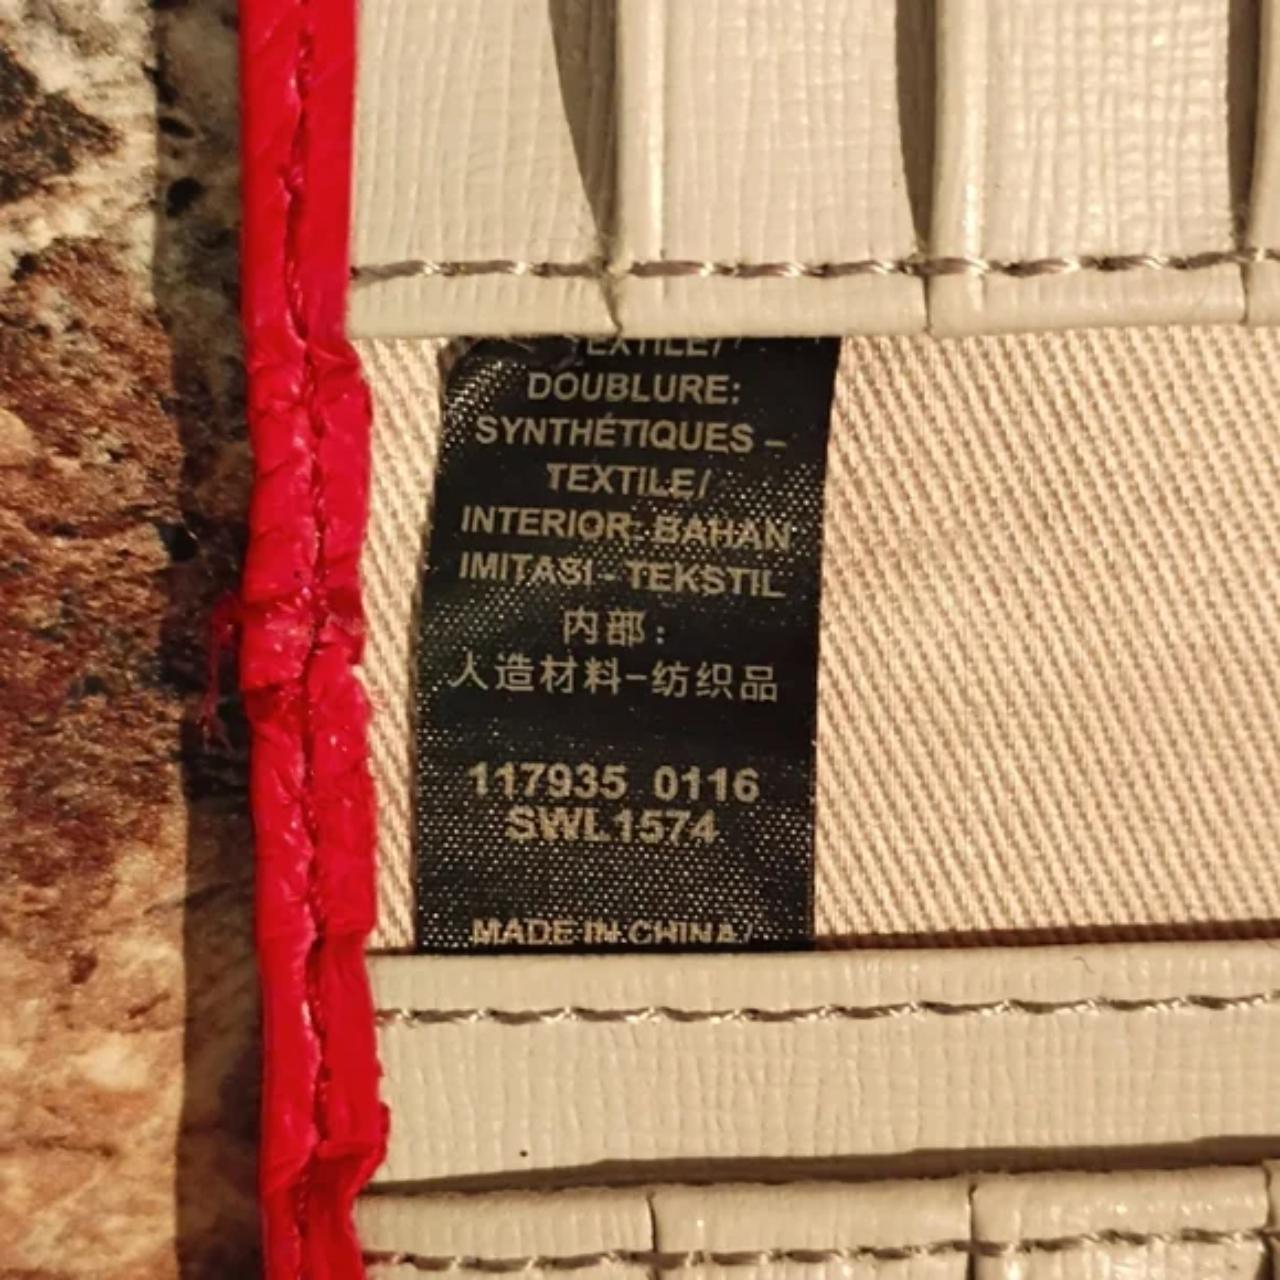 TEXTILE/
DOUBLURE:
SYNTHÉTIQUES –
TEXTILE/
INTERIOR: BAHAN
IMITASI - TEKSTIL
内部：
人造材料-纺织品
117935 0116
SWL1574
MADE IN CHINA/